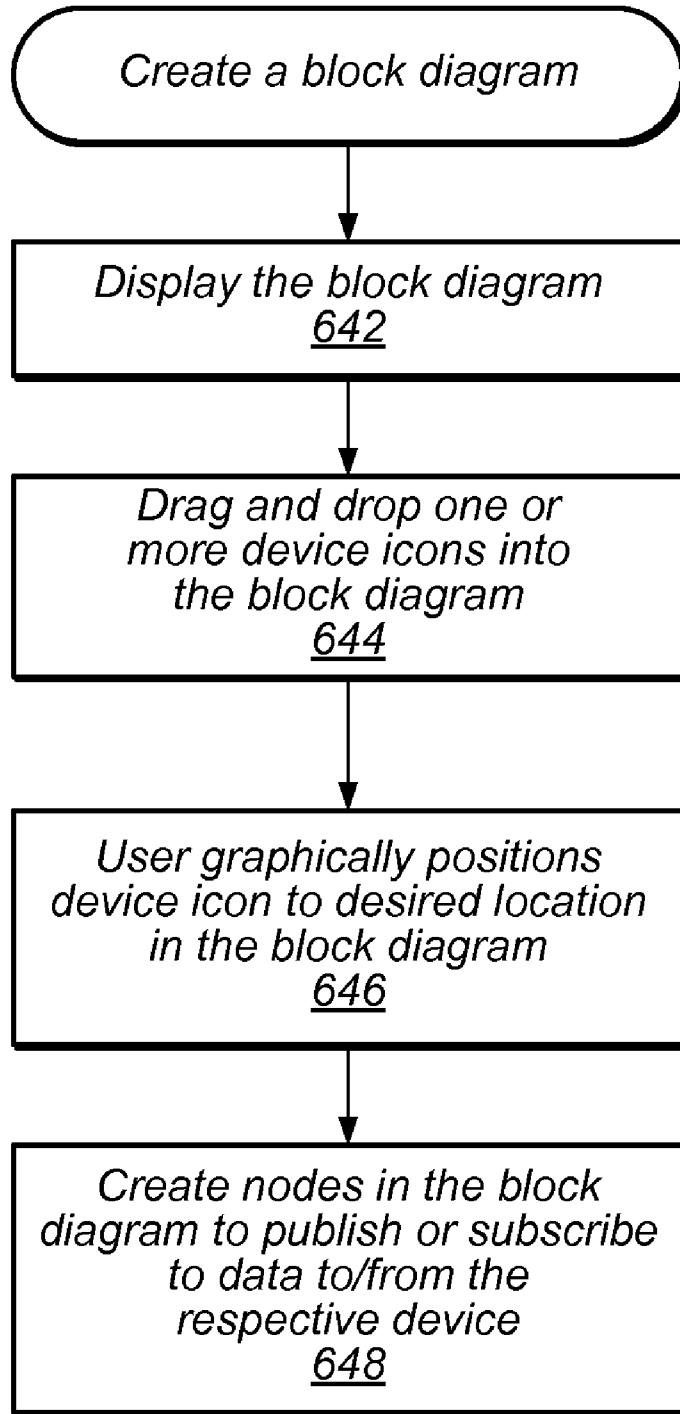 Create a block diagram
Display the block diagram
642
Drag and drop one or
more device icons into
the block diagram
644
User graphically positions
device icon to desired location
in the block diagram
646
Create nodes in the block
diagram to publish or subscribe
to data to/from the
respective device
648